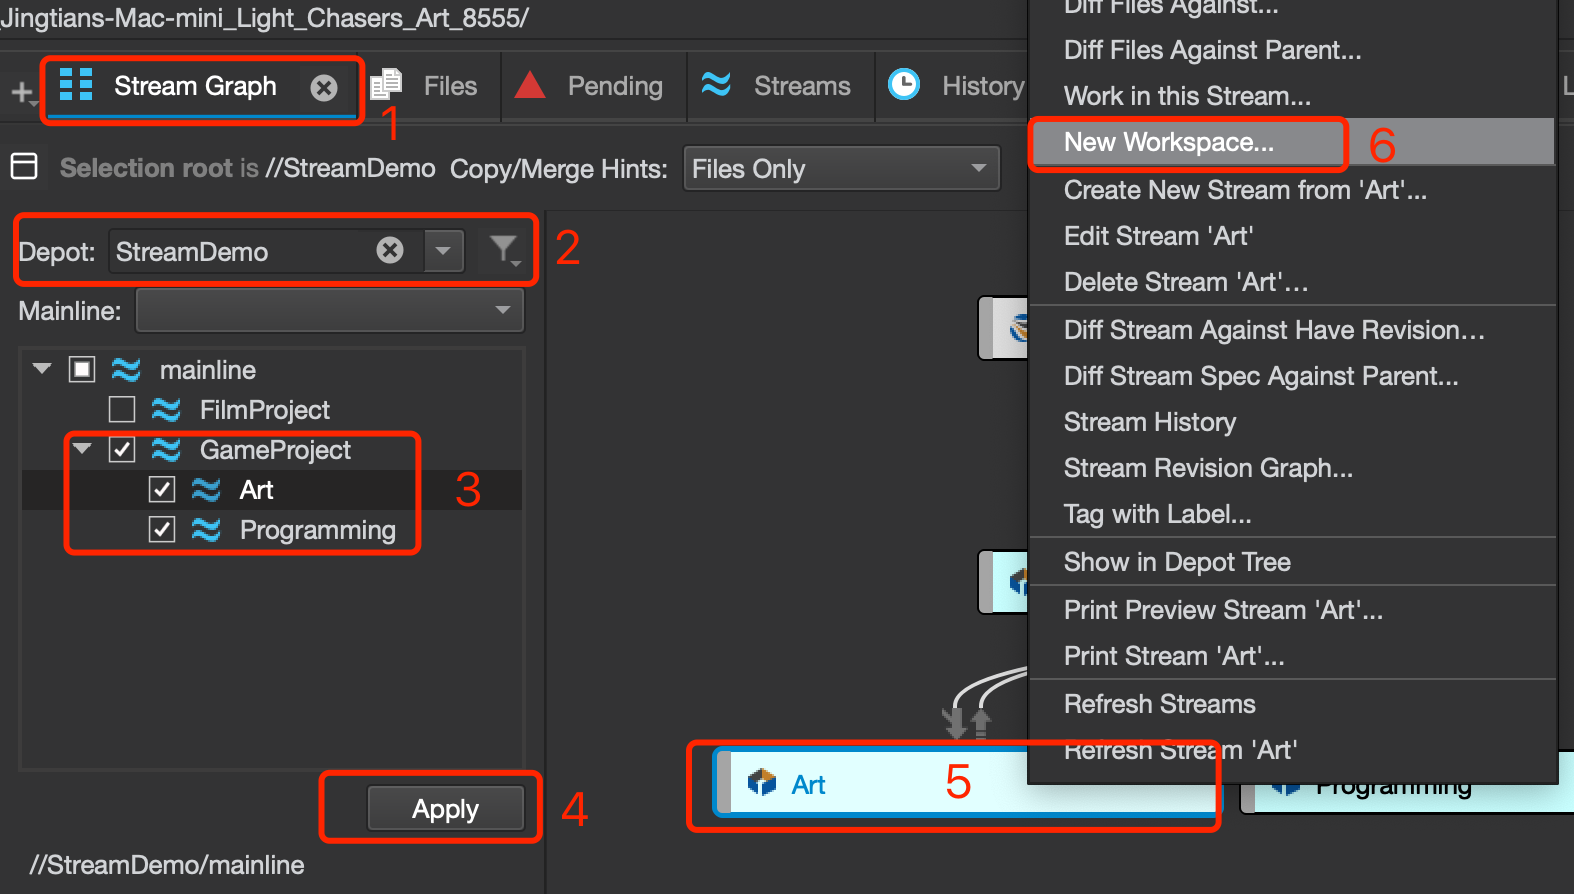 _Jingtians-Mac-mini_Light_Chasers_Art_8555/
Stream Graph
Files
Pending
Streams
History
1
Selection root is //StreamDemo Copy/Merge Hints: Files Only
Depot: StreamDemo
2
Mainline:
mainline
FilmProject
GameProject
Art
Programming
3
Apply
4
//StreamDemo/mainline
Art
5
Programming
Diff Files Against...
Diff Files Against Parent...
Work in this Stream...
New Workspace...
6
Create New Stream from 'Art'...
Edit Stream 'Art'
Delete Stream 'Art'...
Diff Stream Against Have Revision...
Diff Stream Spec Against Parent...
Stream History
Stream Revision Graph...
Tag with Label...
Show in Depot Tree
Print Preview Stream 'Art'...
Print Stream 'Art'...
Refresh Streams
Refresh Stream 'Art'